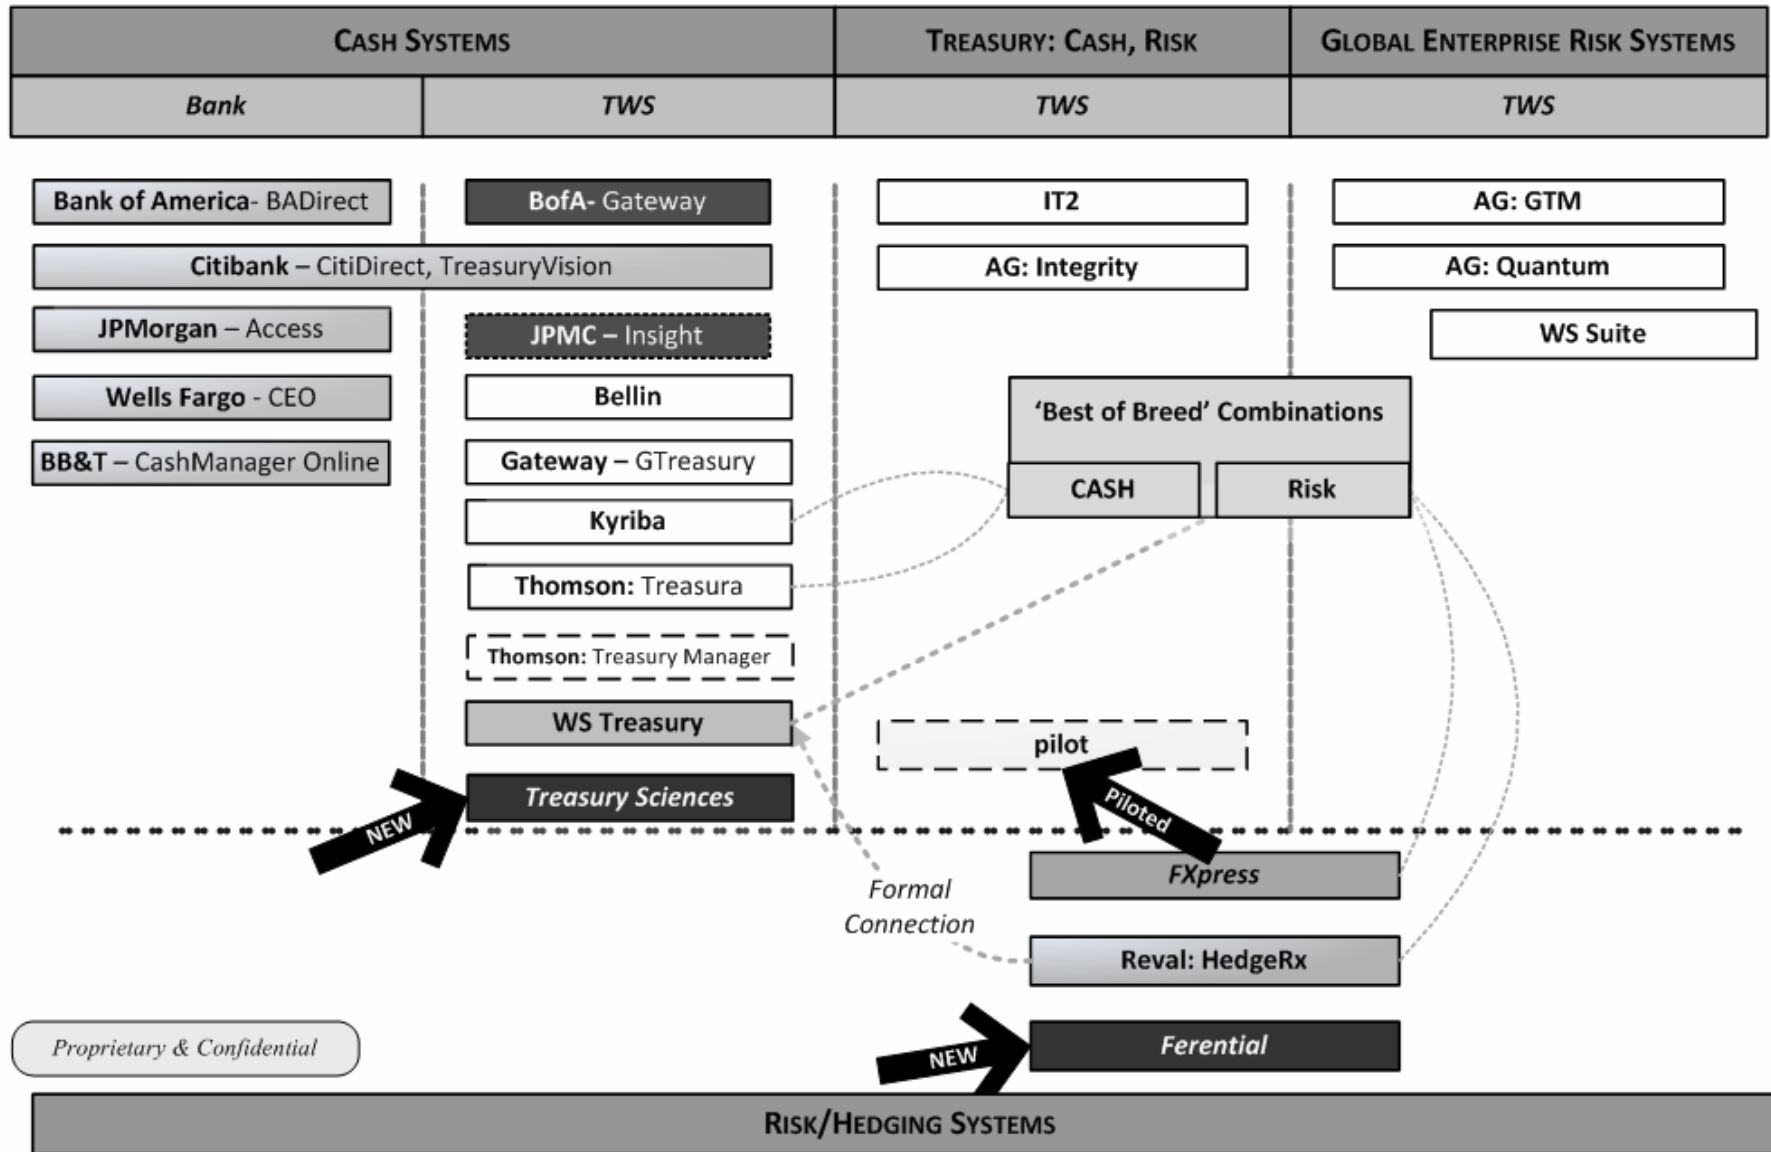 CASH SYSTEMS
TREASURY: CASH, RISK
GLOBAL ENTERPRISE RISK SYSTEMS
Bank
TWS
TWS
TWS
Bank of America- BADirect
BofA- Gateway
IT2
AG: GTM
Citibank – CitiDirect, TreasuryVision
AG: Integrity
AG: Quantum
JPMorgan – Access
JPMC – Insight
WS Suite
Wells Fargo - CEO
Bellin
'Best of Breed' Combinations
BB&T – CashManager Online
Gateway – GTreasury
CASH
Risk
Kyriba
Thomson: Treasura
Thomson: Treasury Manager
WS Treasury
pilot
Treasury Sciences
NEW
Piloted
FXpress
Formal
Connection
Reval: HedgeRx
Ferential
NEW
Proprietary & Confidential
RISK/HEDGING SYSTEMS